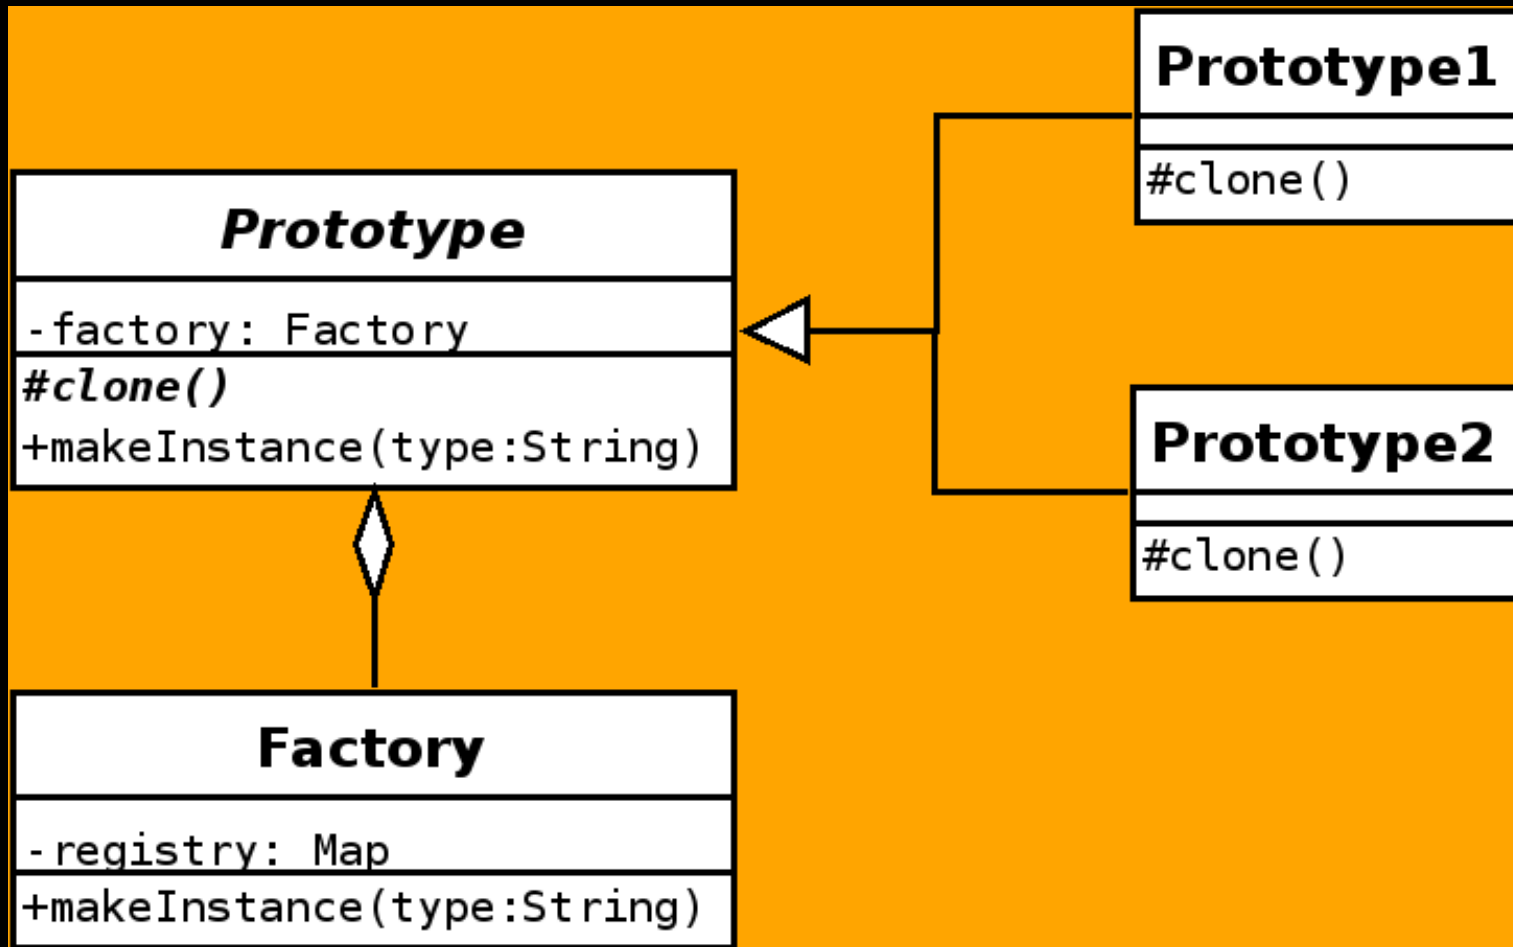 Prototype
-factory: Factory
#clone()
+makeInstance(type:String)
Prototype1
#clone()
Prototype2
#clone()
Factory
-registry: Map
+makeInstance(type:String)